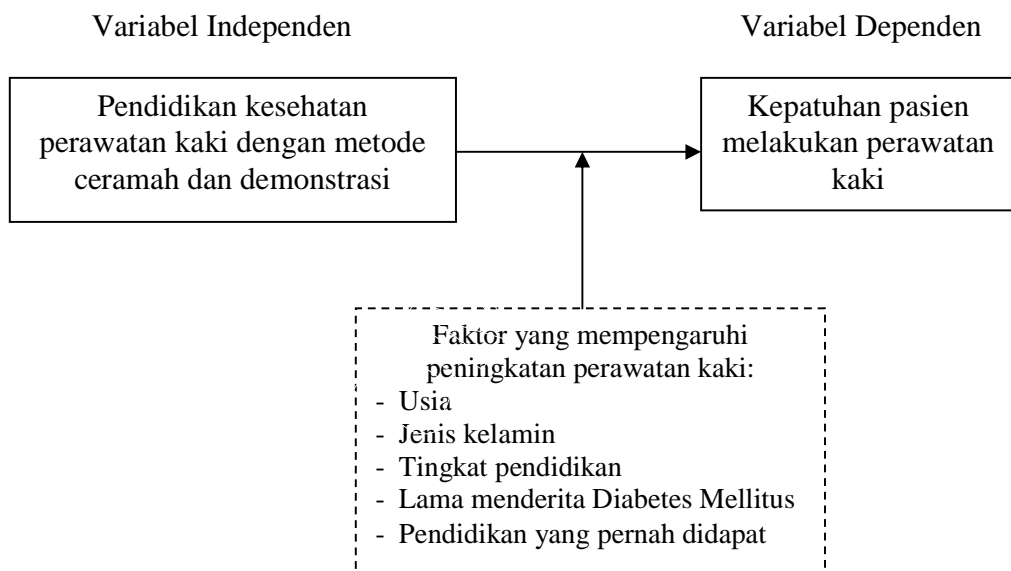 Variabel Independen
Variabel Dependen
Pendidikan kesehatan
perawatan kaki dengan metode
ceramah dan demonstrasi
Kepatuhan pasien
melakukan perawatan
kaki
Faktor yang mempengaruhi
peningkatan perawatan kaki:
- Usia
- Jenis kelamin
- Tingkat pendidikan
- Lama menderita Diabetes Mellitus
- Pendidikan yang pernah didapat